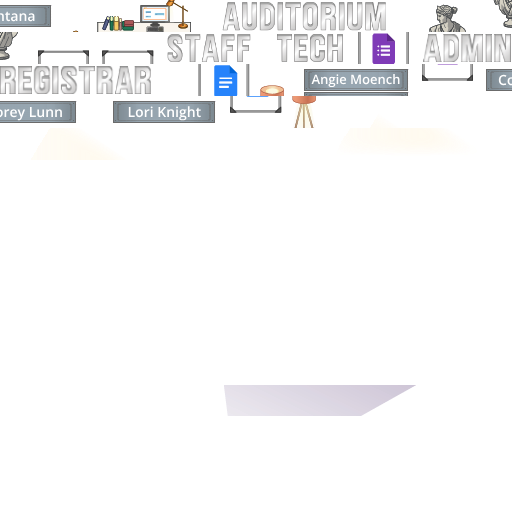 ntana
AUDITORIUM
STAFF TECH ADMIN
Angie Moench
REGISTRAR
orey Lunn
Lori Knight
Co